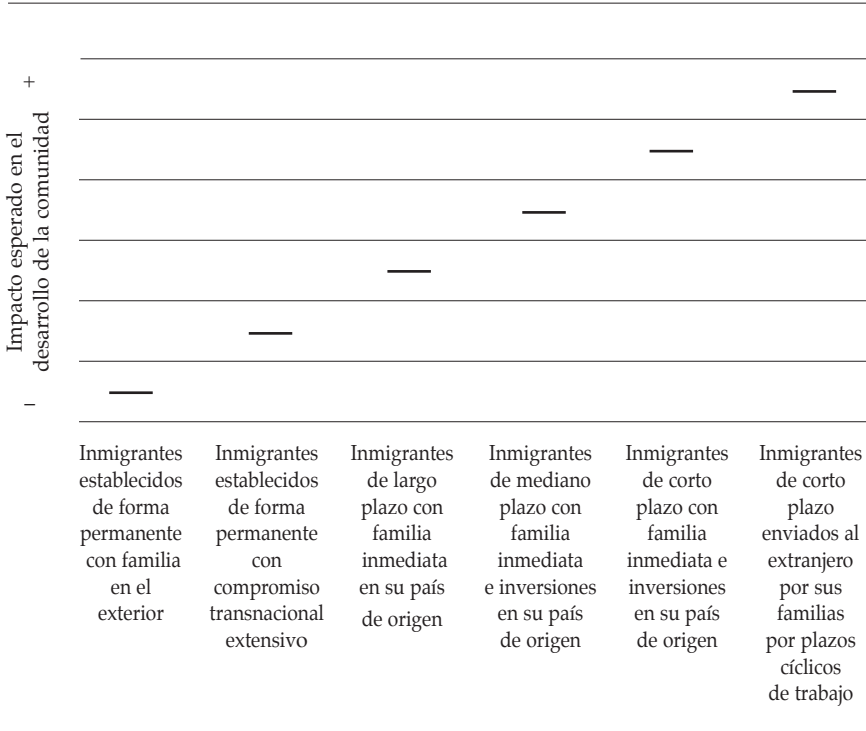 +
Impacto esperado en el
desarrollo de la comunidad
–
Inmigrantes
establecidos
de forma
permanente
con familia
en el
exterior
Inmigrantes
establecidos
de forma
permanente
con
compromiso
transnacional
extensivo
Inmigrantes
de largo
plazo con
familia
inmediata
en su país
de origen
Inmigrantes
de mediano
plazo con
familia
inmediata
e inversiones
en su país
de origen
Inmigrantes
de corto
plazo con
familia
inmediata e
inversiones
en su país
de origen
Inmigrantes
de corto
plazo
enviados al
extranjero
por sus
familias
por plazos
cíclicos
de trabajo